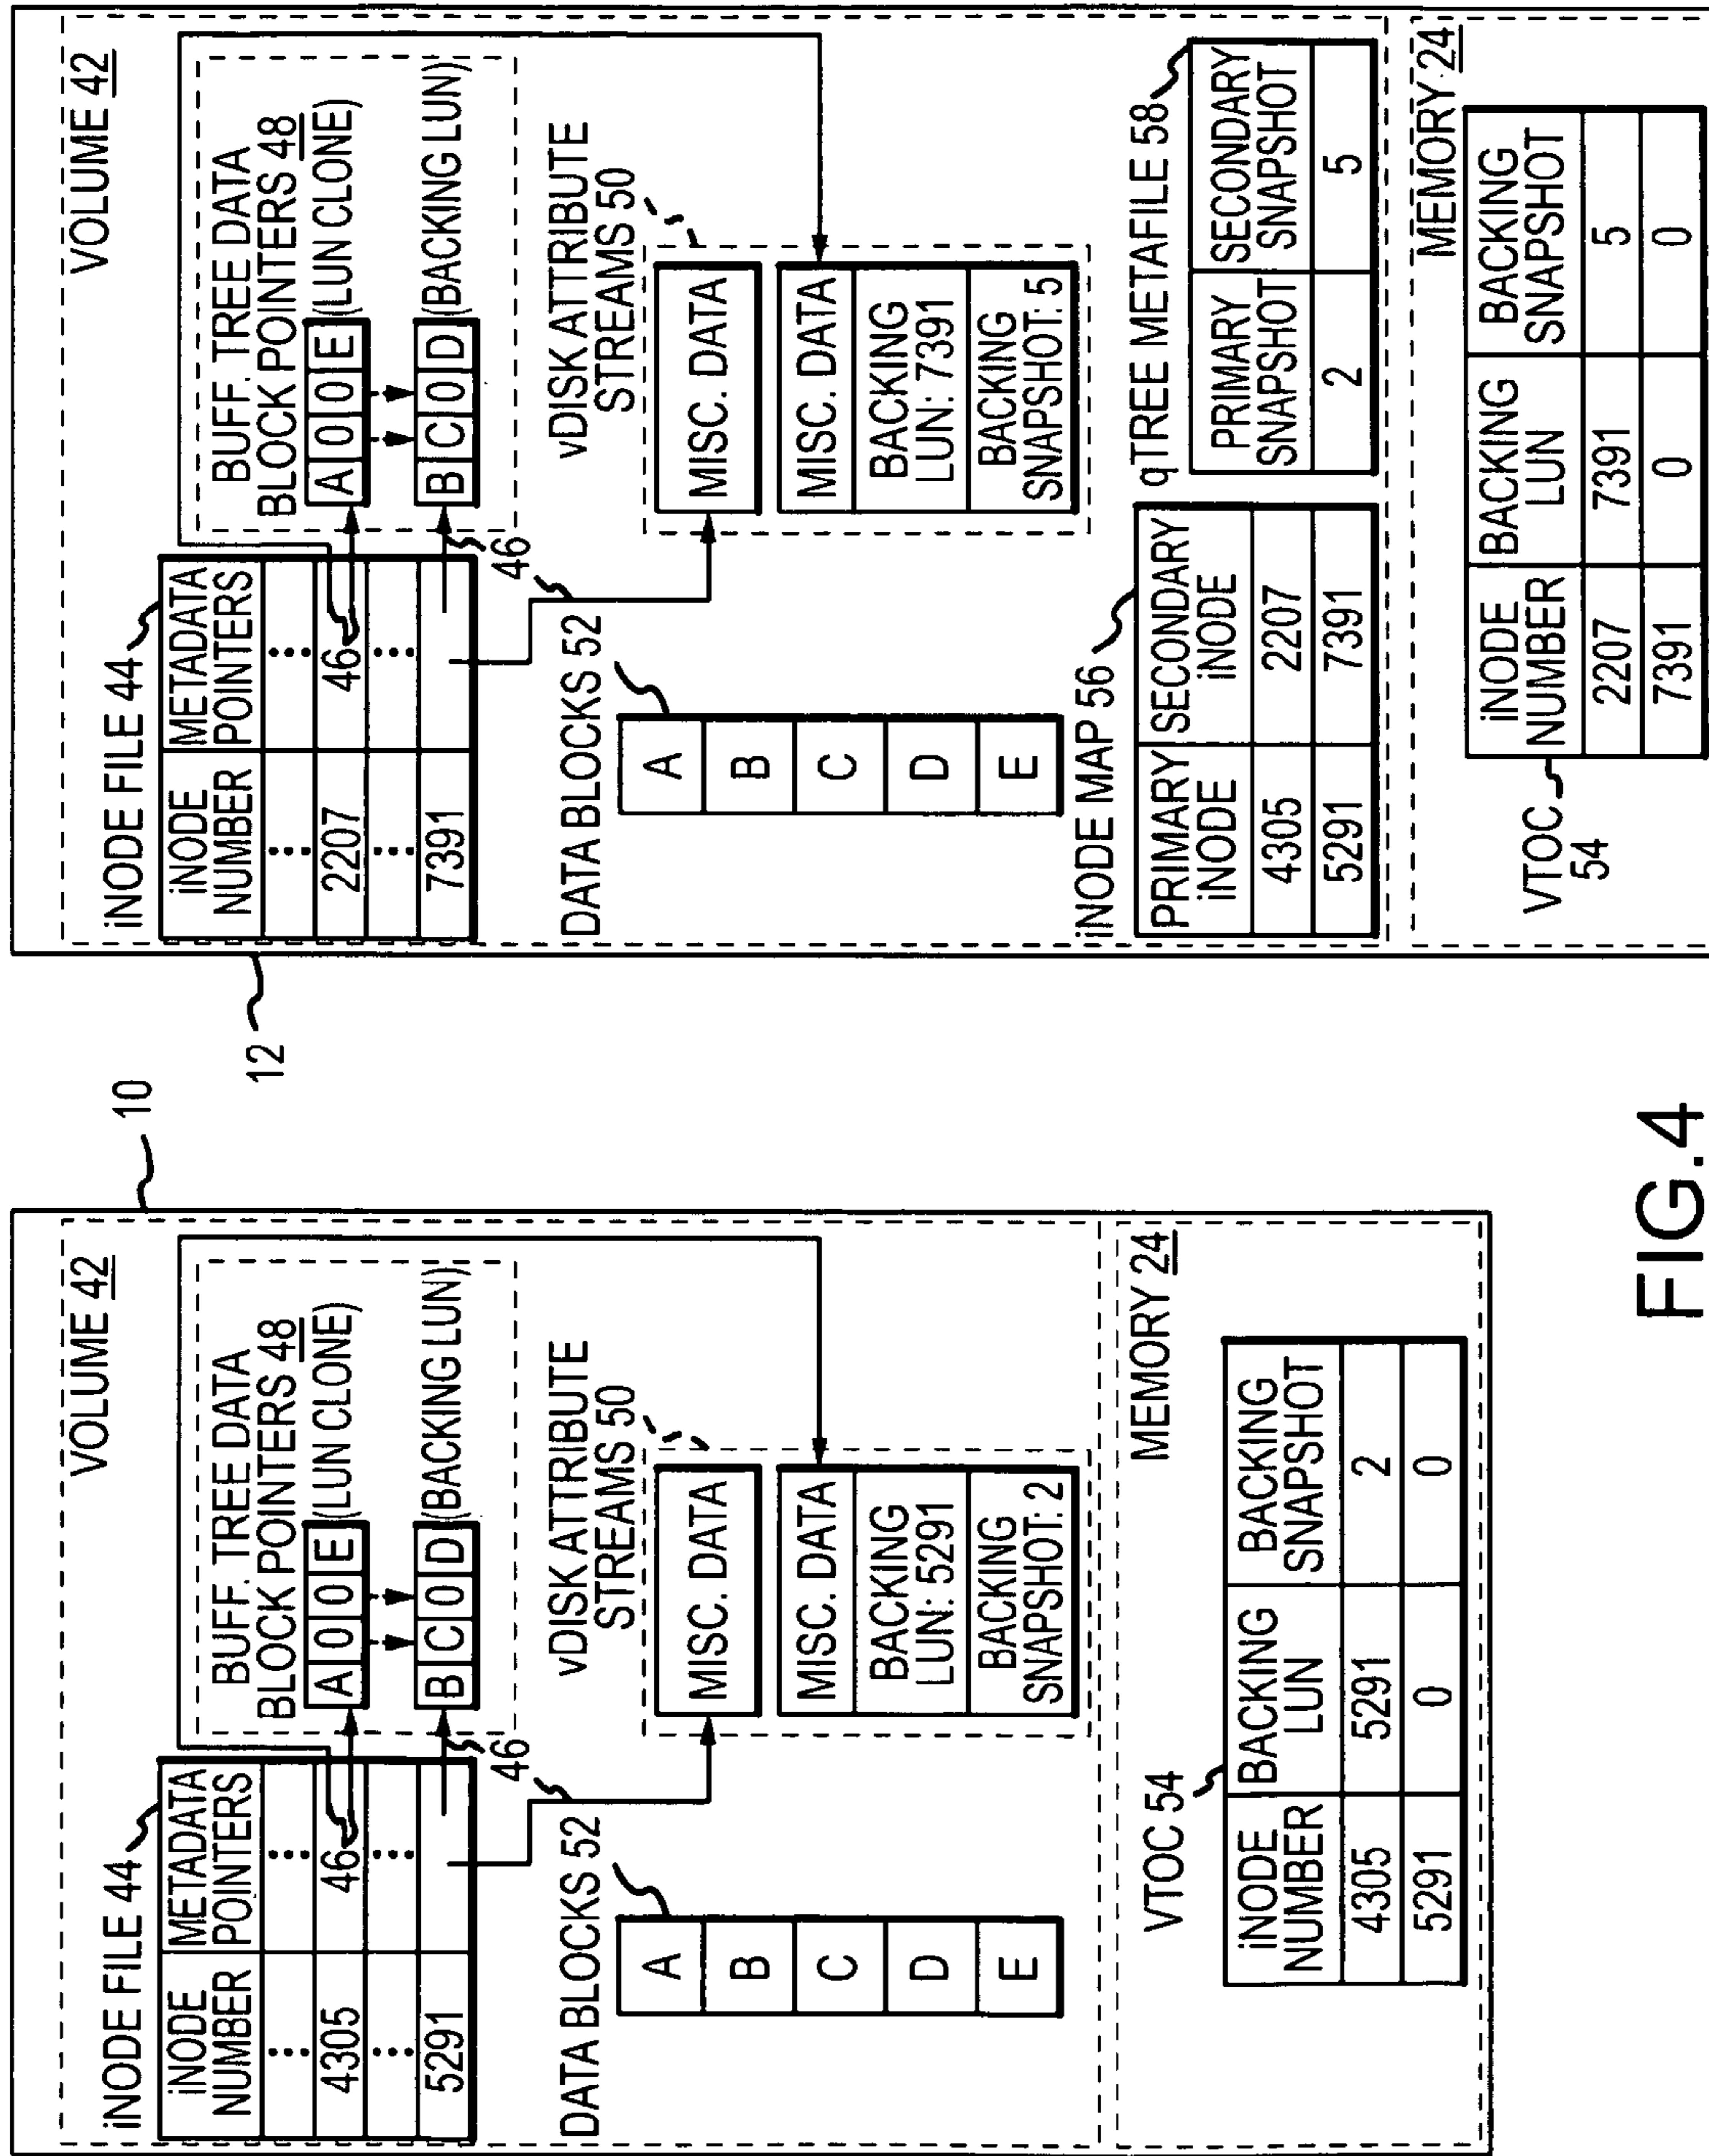 10
VOLUME 42
iNODE FILE 44
iNODE NUMBER
METADATA POINTERS
⋮ ⋮
4305 46
⋮ ⋮
5291
BUFF. TREE DATA
BLOCK POINTERS 48
A 0 0 E (LUN CLONE)
B C 0 D (BACKING LUN)
46
DATA BLOCKS 52
A
B
C
D
E
vDISK ATTRIBUTE
STREAMS 50
MISC. DATA
MISC. DATA
BACKING
LUN: 5291
BACKING
SNAPSHOT: 2
MEMORY 24
VTOC 54
iNODE NUMBER
BACKING LUN
BACKING SNAPSHOT
4305 5291 2
5291 0 0
12
VOLUME 42
iNODE FILE 44
iNODE NUMBER
METADATA POINTERS
⋮ ⋮
2207 46
⋮ ⋮
7391
BUFF. TREE DATA
BLOCK POINTERS 48
A 0 0 E (LUN CLONE)
B C 0 D (BACKING LUN)
46
DATA BLOCKS 52
A
B
C
D
E
vDISK ATTRIBUTE
STREAMS 50
MISC. DATA
MISC. DATA
BACKING
LUN: 7391
BACKING
SNAPSHOT: 5
iNODE MAP 56
PRIMARY iNODE
SECONDARY iNODE
4305 2207
5291 7391
qTREE METAFILE 58
PRIMARY SNAPSHOT
SECONDARY SNAPSHOT
2 5
MEMORY 24
VTOC
54
iNODE NUMBER
BACKING LUN
BACKING SNAPSHOT
2207 7391 5
7391 0 0
FIG.4